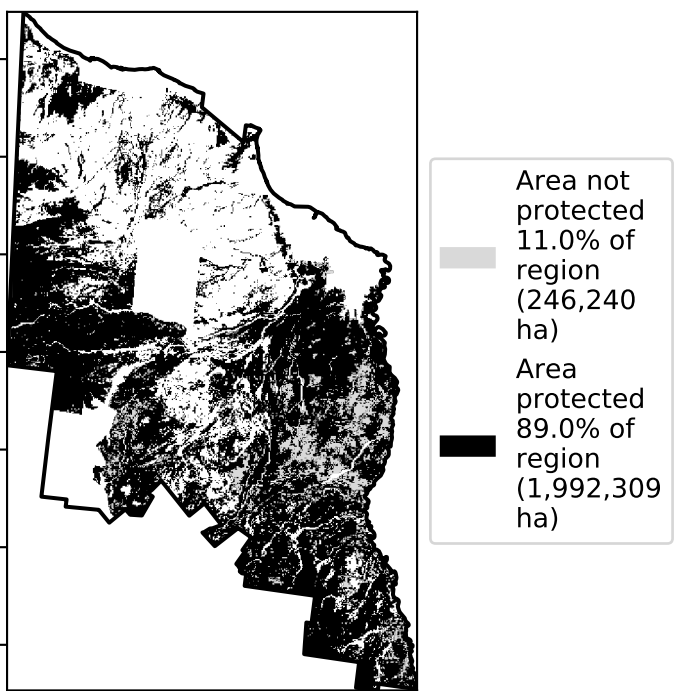 Area not
protected
11.0% of
region
(246,240
ha)
Area
protected
89.0% of
region
(1,992,309
ha)